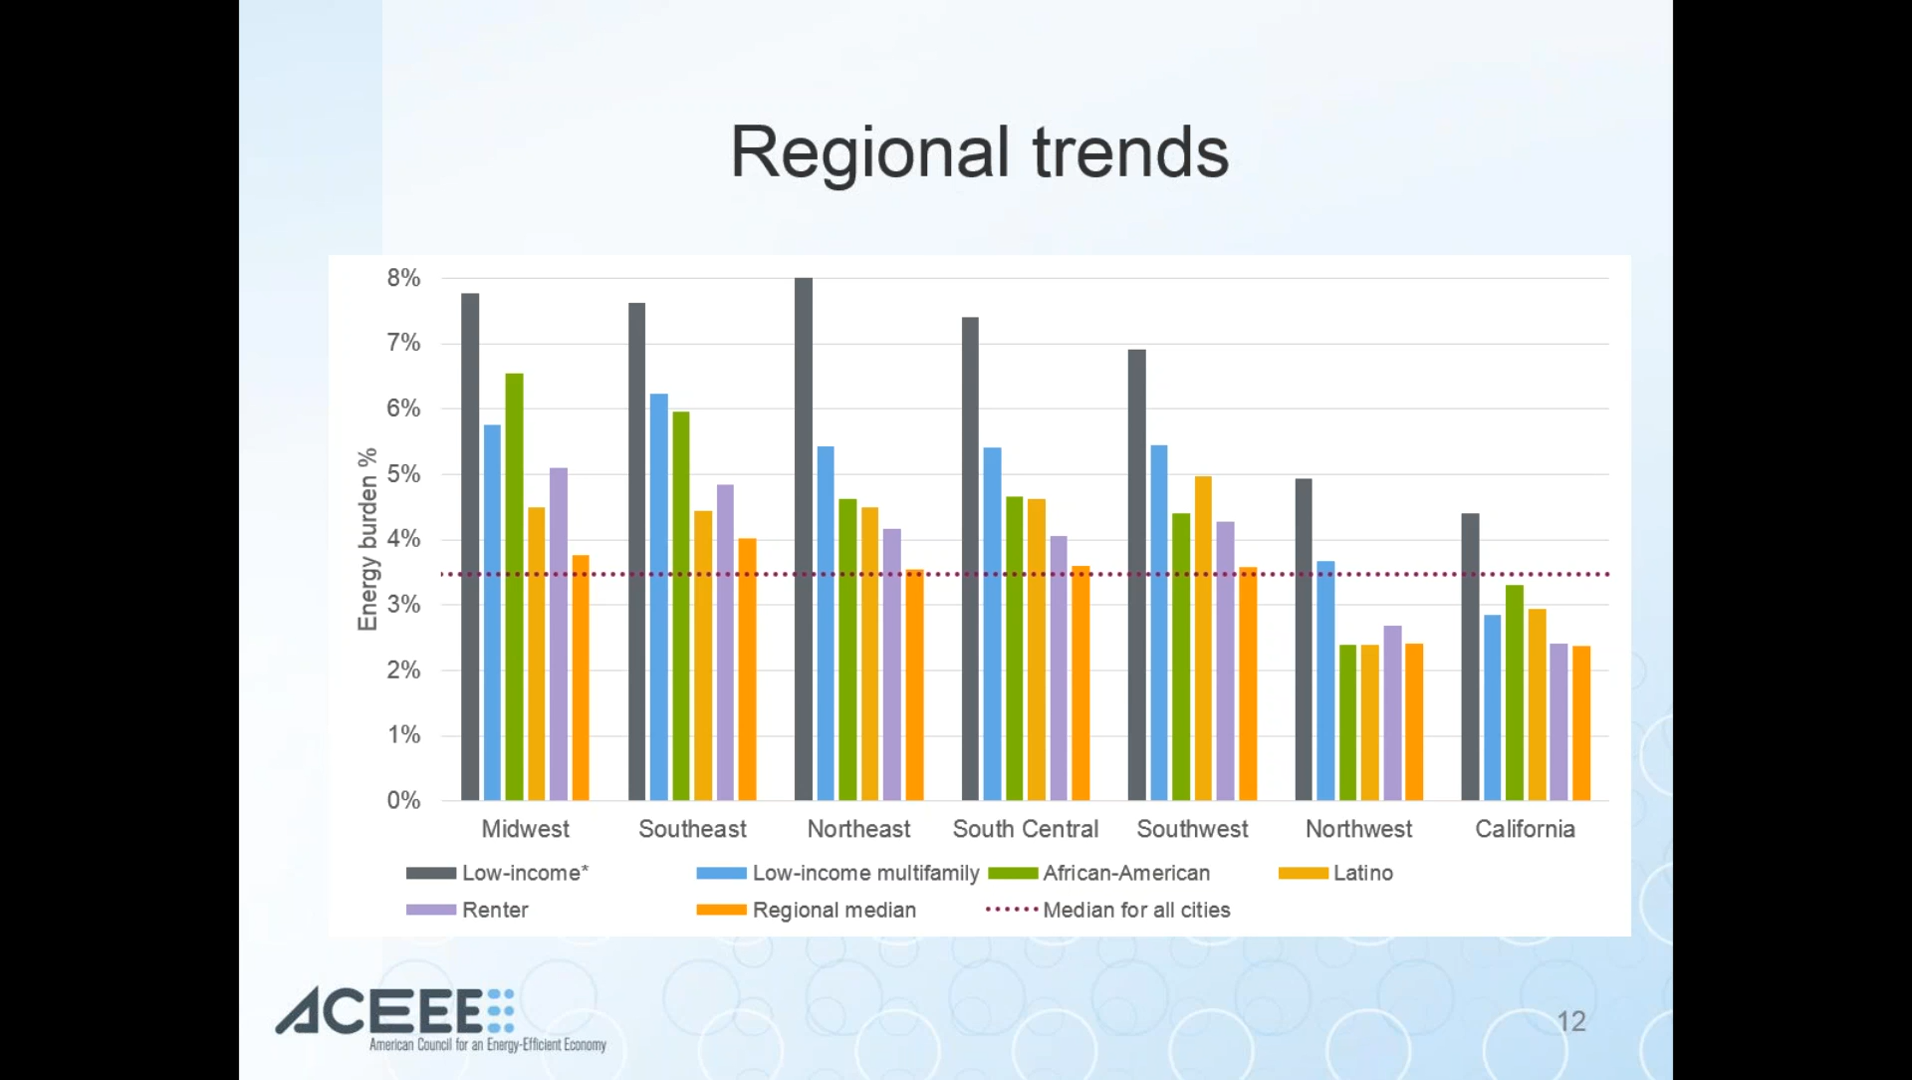 Regional trends
8%
7%
6%
5%
4%
3%
2%
1%
0%
Energy burden %
Midwest Southeast Northeast South Central Southwest Northwest California
Low-income* Low-income multifamily African-American Latino
Renter Regional median Median for all cities
ACEEE
American Council for an Energy-Efficient Economy
12